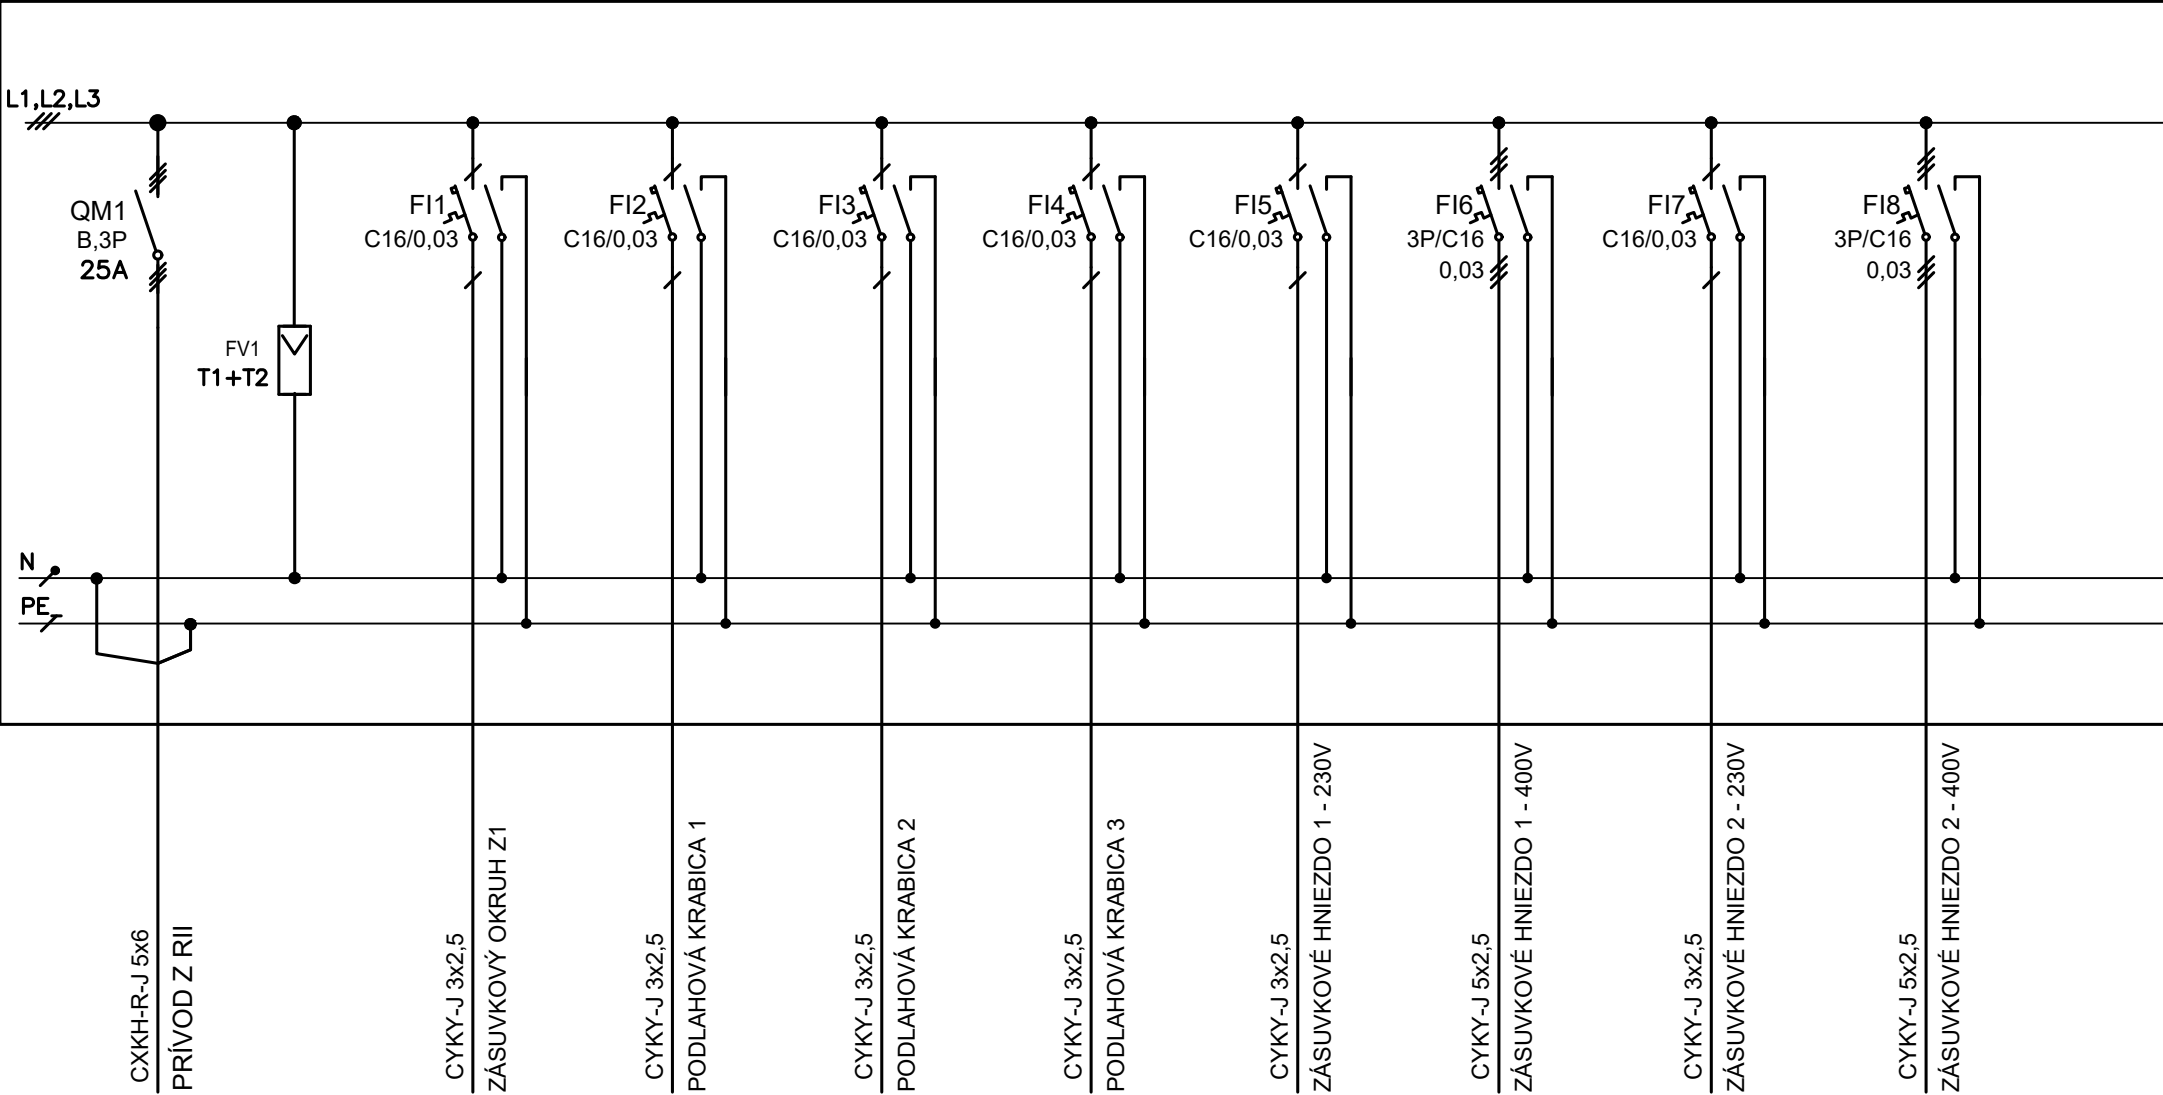 L1,L2,L3
QM1
B,3P
25A
FV1
T1+T2
FI1
C16/0,03
FI2
C16/0,03
FI3
C16/0,03
FI4
C16/0,03
FI5
C16/0,03
FI6
3P/C16
0,03
FI7
C16/0,03
FI8
3P/C16
0,03
N
PE
CXKH-R-J 5x6
PRÍVOD Z RII
CYKY-J 3x2,5
ZÁSUVKOVÝ OKRUH Z1
CYKY-J 3x2,5
PODLAHOVÁ KRABICA 1
CYKY-J 3x2,5
PODLAHOVÁ KRABICA 2
CYKY-J 3x2,5
PODLAHOVÁ KRABICA 3
CYKY-J 3x2,5
ZÁSUVKOVÉ HNIEZDO 1 - 230V
CYKY-J 5x2,5
ZÁSUVKOVÉ HNIEZDO 1 - 400V
CYKY-J 3x2,5
ZÁSUVKOVÉ HNIEZDO 2 - 230V
CYKY-J 5x2,5
ZÁSUVKOVÉ HNIEZDO 2 - 400V